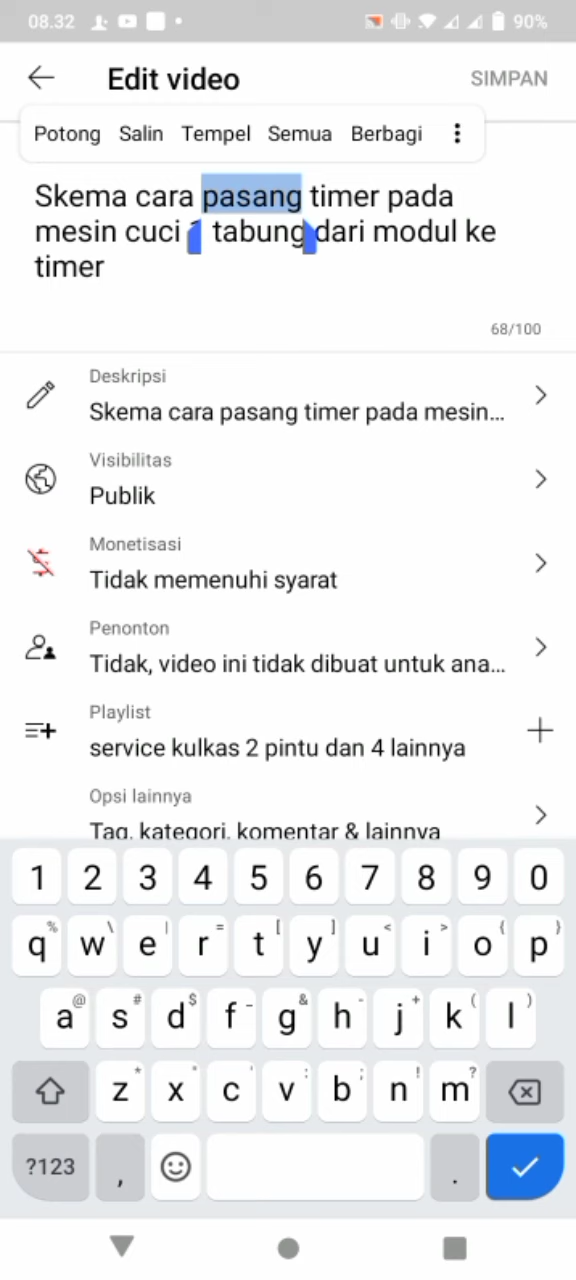 08.32
90%
Edit video
SIMPAN
Potong Salin Tempel Semua Berbagi
Skema cara pasang timer pada
mesin cuci tabung dari modul ke
timer
68/100
Deskripsi
Skema cara pasang timer pada mesin...
Visibilitas
Publik
Monetisasi
Tidak memenuhi syarat
Penonton
Tidak, video ini tidak dibuat untuk ana...
Playlist
service kulkas 2 pintu dan 4 lainnya
Opsi lainnya
Tag, kategori, komentar & lainnya
1 2 3 4 5 6 7 8 9 0
% \ | = [ ] < > { }
q w e r t y u i o p
@ # $ - & - + ( )
a s d f g h j k l
* " ' : ; ! ?
z x c v b n m
?123 , .